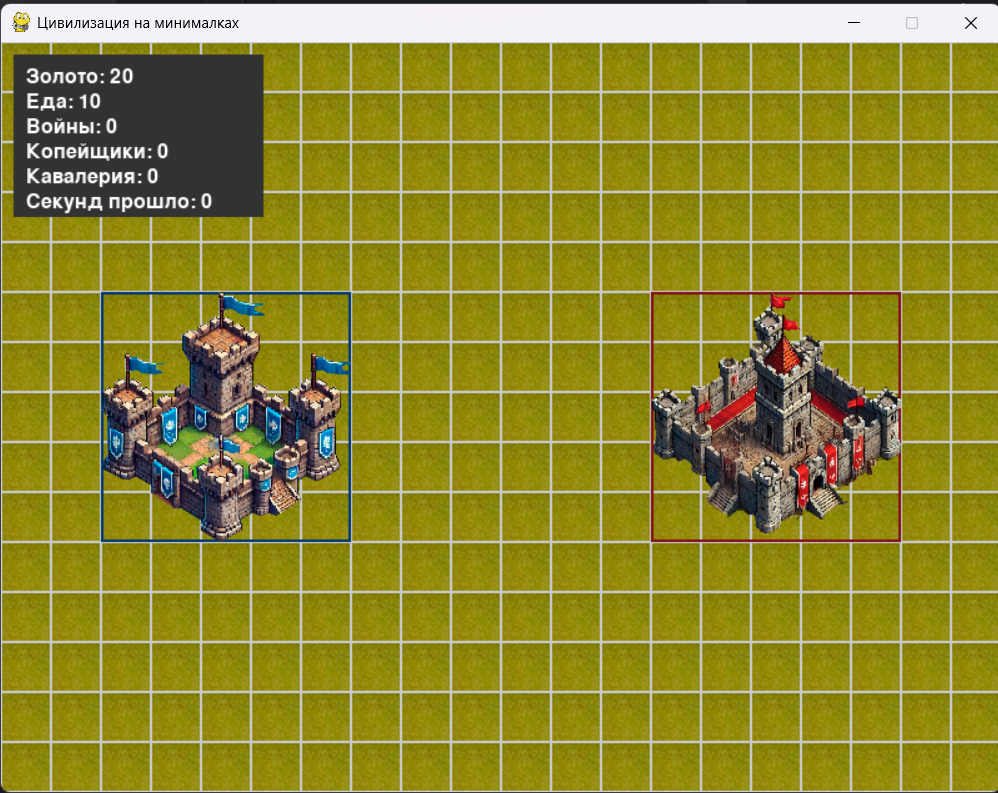 Цивилизация на минималках
Золото: 20
Еда: 10
Войны: 0
Копейщики: 0
Кавалерия: 0
Секунд прошло: 0